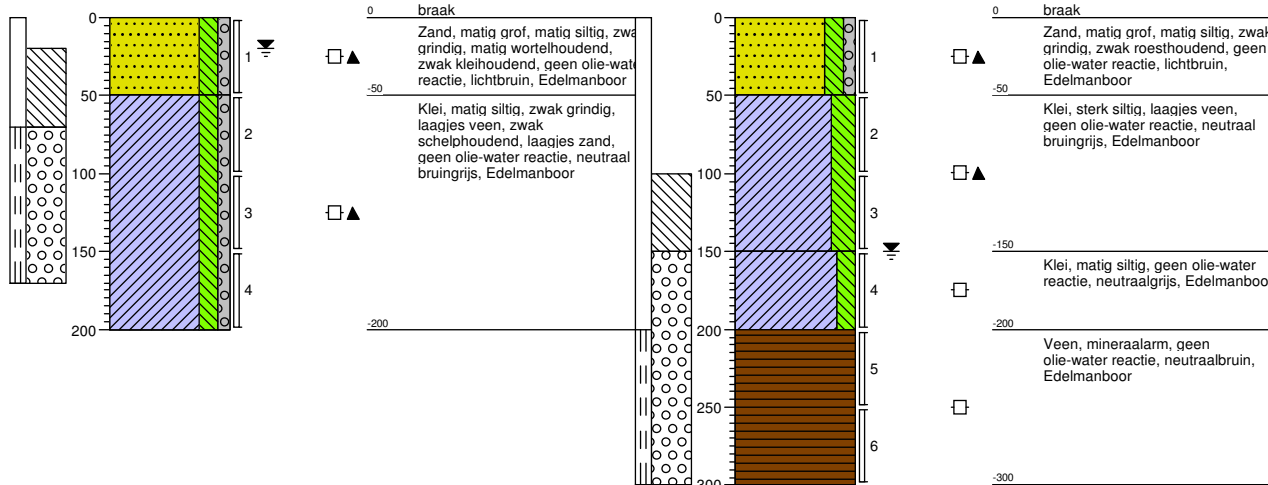 0
50
100
150
200
1
2
3
4
0
braak
Zand, matig grof, matig siltig, zwa
grindig, matig wortelhoudend,
zwak kleihoudend, geen olie-wate
reactie, lichtbruin, Edelmanboor
-50
Klei, matig siltig, zwak grindig,
laagjes veen, zwak
schelphoudend, laagjes zand,
geen olie-water reactie, neutraal
bruingrijs, Edelmanboor
-200
0
50
100
150
200
250
300
1
2
3
4
5
6
0
braak
Zand, matig grof, matig siltig, zwak
grindig, zwak roesthoudend, geen
olie-water reactie, lichtbruin,
Edelmanboor
-50
Klei, sterk siltig, laagjes veen,
geen olie-water reactie, neutraal
bruingrijs, Edelmanboor
-150
Klei, matig siltig, geen olie-water
reactie, neutraalgrijs, Edelmanboo
-200
Veen, mineraalarm, geen
olie-water reactie, neutraalbruin,
Edelmanboor
-300